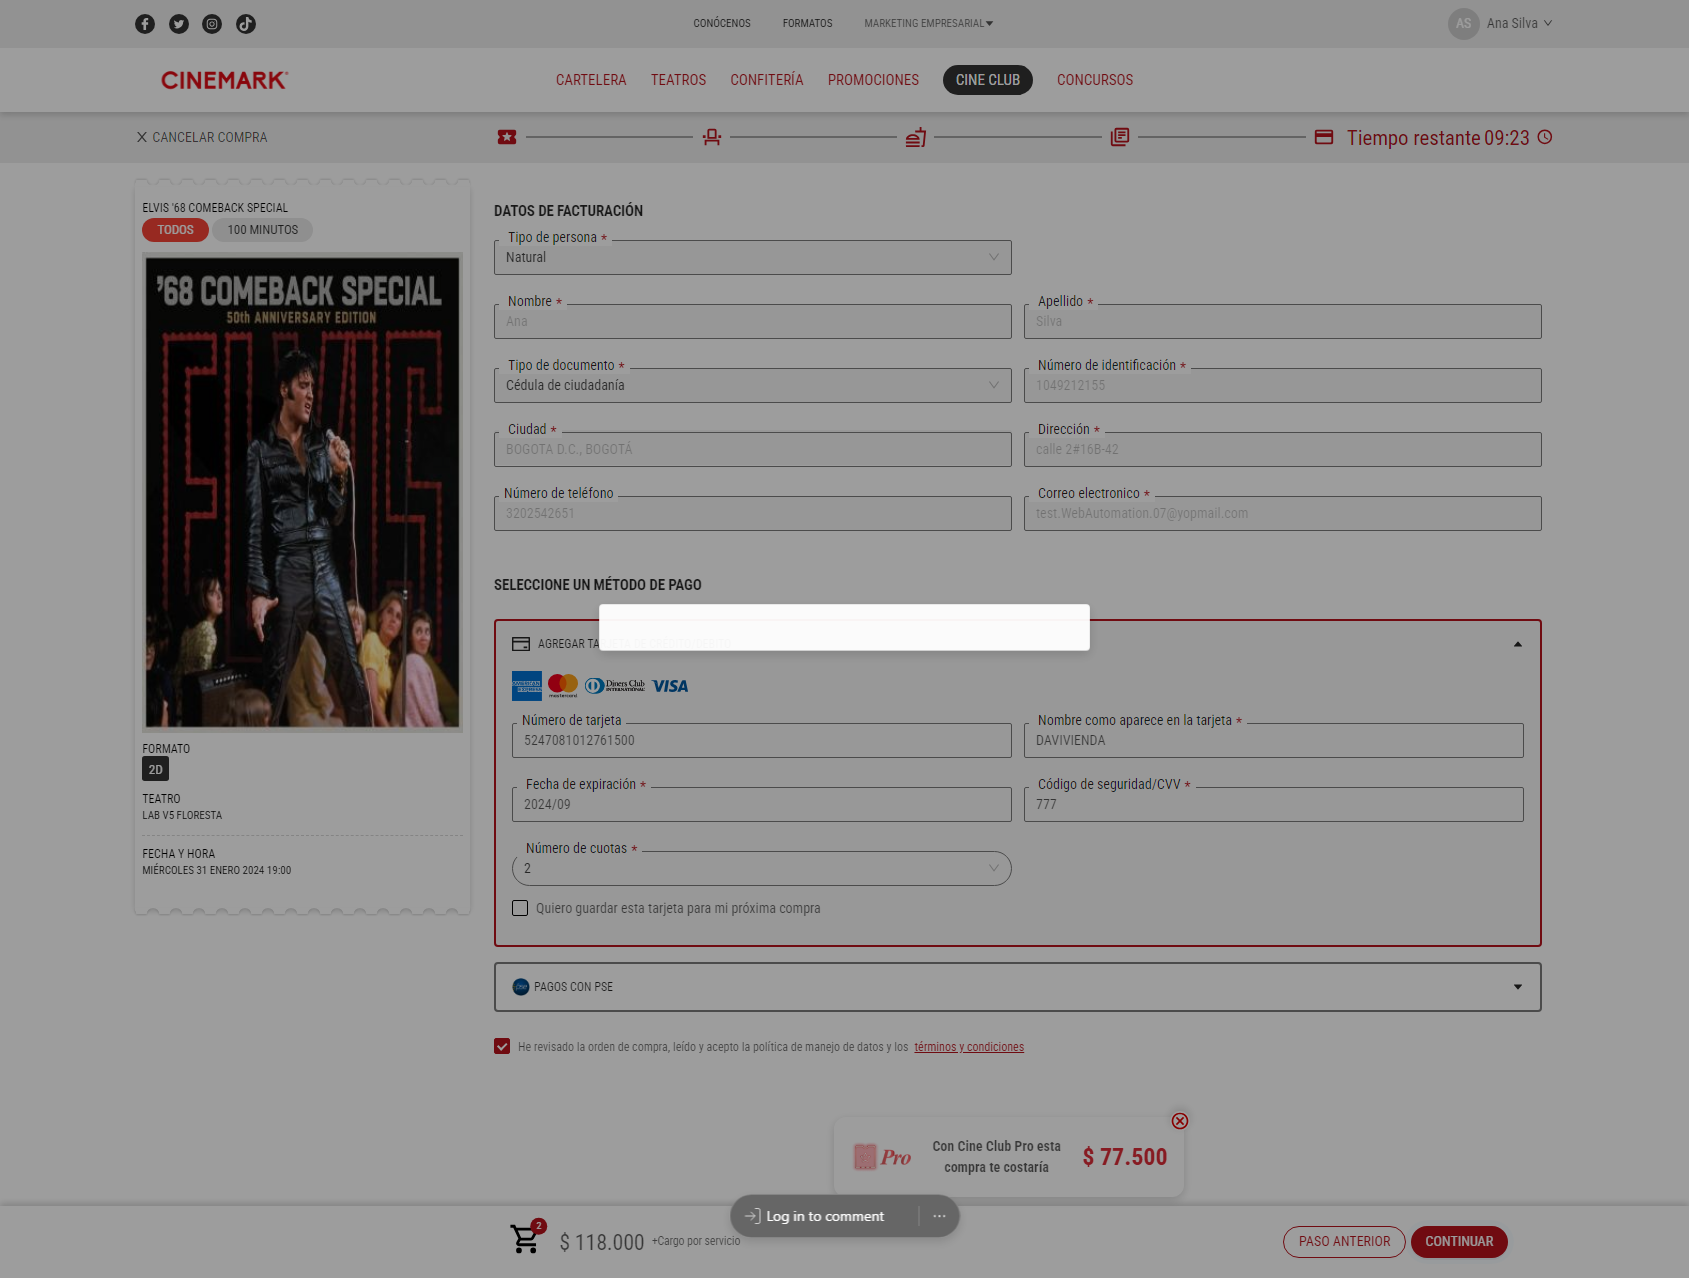 CONÓCENOS
FORMATOS
MARKETING EMPRESARIAL
AS
Ana Silva
CINEMARK
CARTELERA
TEATROS
CONFITERÍA
PROMOCIONES
CINE CLUB
CONCURSOS
CANCELAR COMPRA
Tiempo restante 09:23
ELVIS '68 COMEBACK SPECIAL
TODOS
100 MINUTOS
'68 COMEBACK SPECIAL
50th ANNIVERSARY EDITION
ELVIS
FORMATO
2D
TEATRO
LAB V5 FLORESTA
FECHA Y HORA
MIÉRCOLES 31 ENERO 2024 19:00
DATOS DE FACTURACIÓN
Tipo de persona *
Natural
Nombre *
Ana
Apellido *
Silva
Tipo de documento *
Cédula de ciudadanía
Número de identificación *
1049212155
Ciudad *
BOGOTA D.C., BOGOTÁ
Dirección *
calle 2#16B-42
Número de teléfono
3202542651
Correo electronico *
test.WebAutomation.07@yopmail.com
SELECCIONE UN MÉTODO DE PAGO
AGREGAR TA
AMERICAN EXPRESS
mastercard
Diners Club
INTERNATIONAL
VISA
Número de tarjeta
5247081012761500
Nombre como aparece en la tarjeta *
DAVIVIENDA
Fecha de expiración *
2024/09
Código de seguridad/CVV *
777
Número de cuotas *
2
Quiero guardar esta tarjeta para mi próxima compra
pse
PAGOS CON PSE
He revisado la orden de compra, leído y acepto la política de manejo de datos y los términos y condiciones
Pro
Con Cine Club Pro esta
compra te costaría
$ 77.500
Log in to comment
2
$ 118.000
+Cargo por servicio
PASO ANTERIOR
CONTINUAR